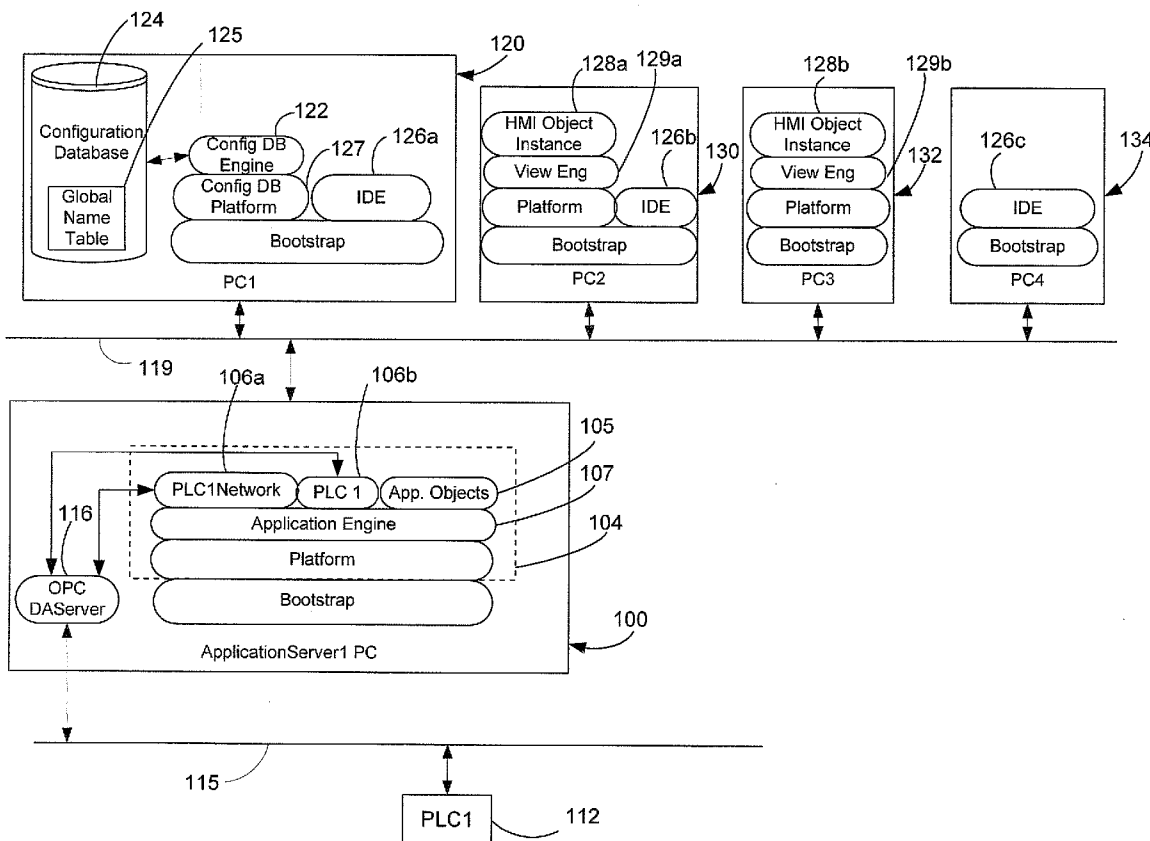 124
125
120
Configuration
Database
Global
Name
Table
122
Config DB
Engine
127
126a
Config DB
Platform
IDE
Bootstrap
PC1
128a
129a
HMI Object
Instance
126b
View Eng
130
Platform
IDE
Bootstrap
PC2
128b
129b
HMI Object
Instance
View Eng
132
Platform
Bootstrap
PC3
126c
134
IDE
Bootstrap
PC4
119
106a
106b
105
107
PLC1Network
PLC 1
App. Objects
116
Application Engine
104
Platform
OPC
DAServer
Bootstrap
100
ApplicationServer1 PC
115
PLC1
112